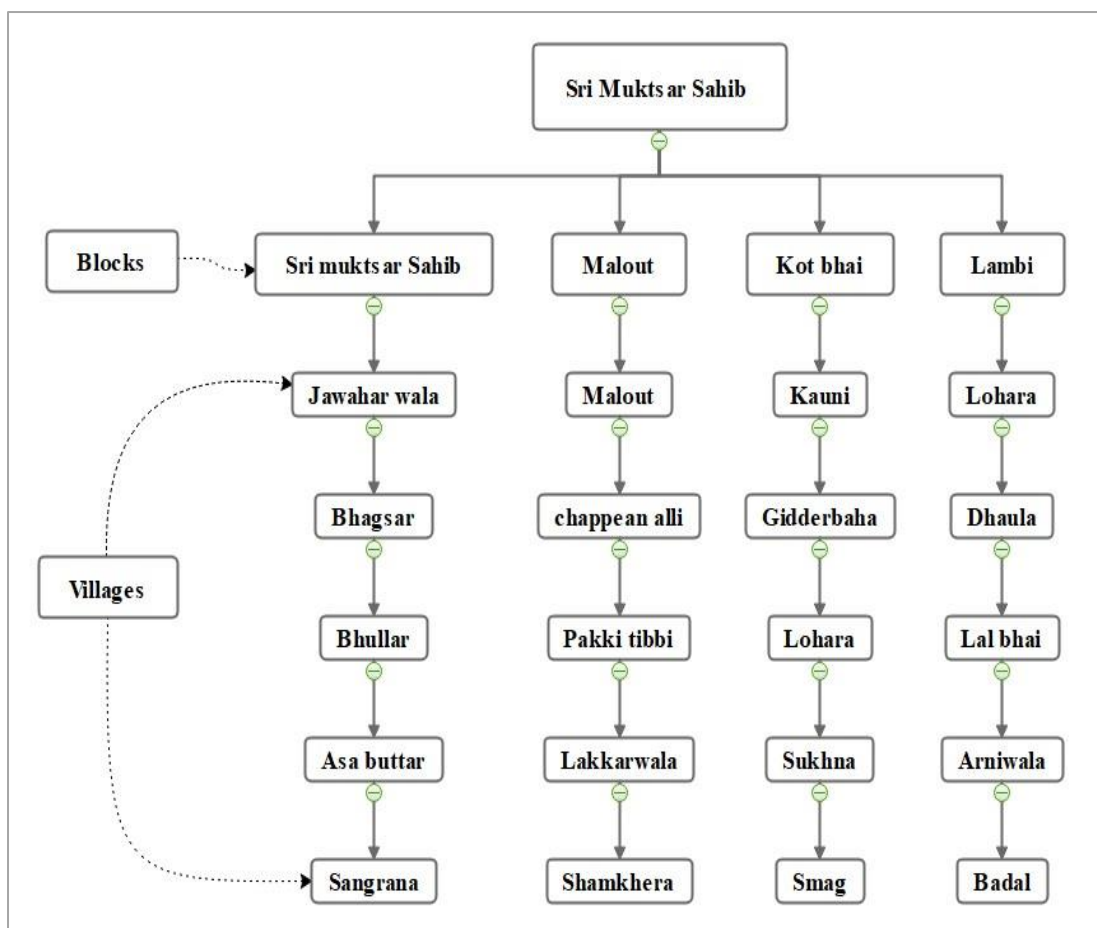 Sri Muktsar Sahib
Blocks
Sri muktsar Sahib
Malout
Kot bhai
Lambi
Jawahar wala
Malout
Kauni
Lohara
Bhagsar
chappean alli
Gidderbaha
Dhaula
Villages
Bhullar
Pakki tibbi
Lohara
Lal bhai
Asa buttar
Lakkarwala
Sukhna
Arniwala
Sangrana
Shamkhera
Smag
Badal